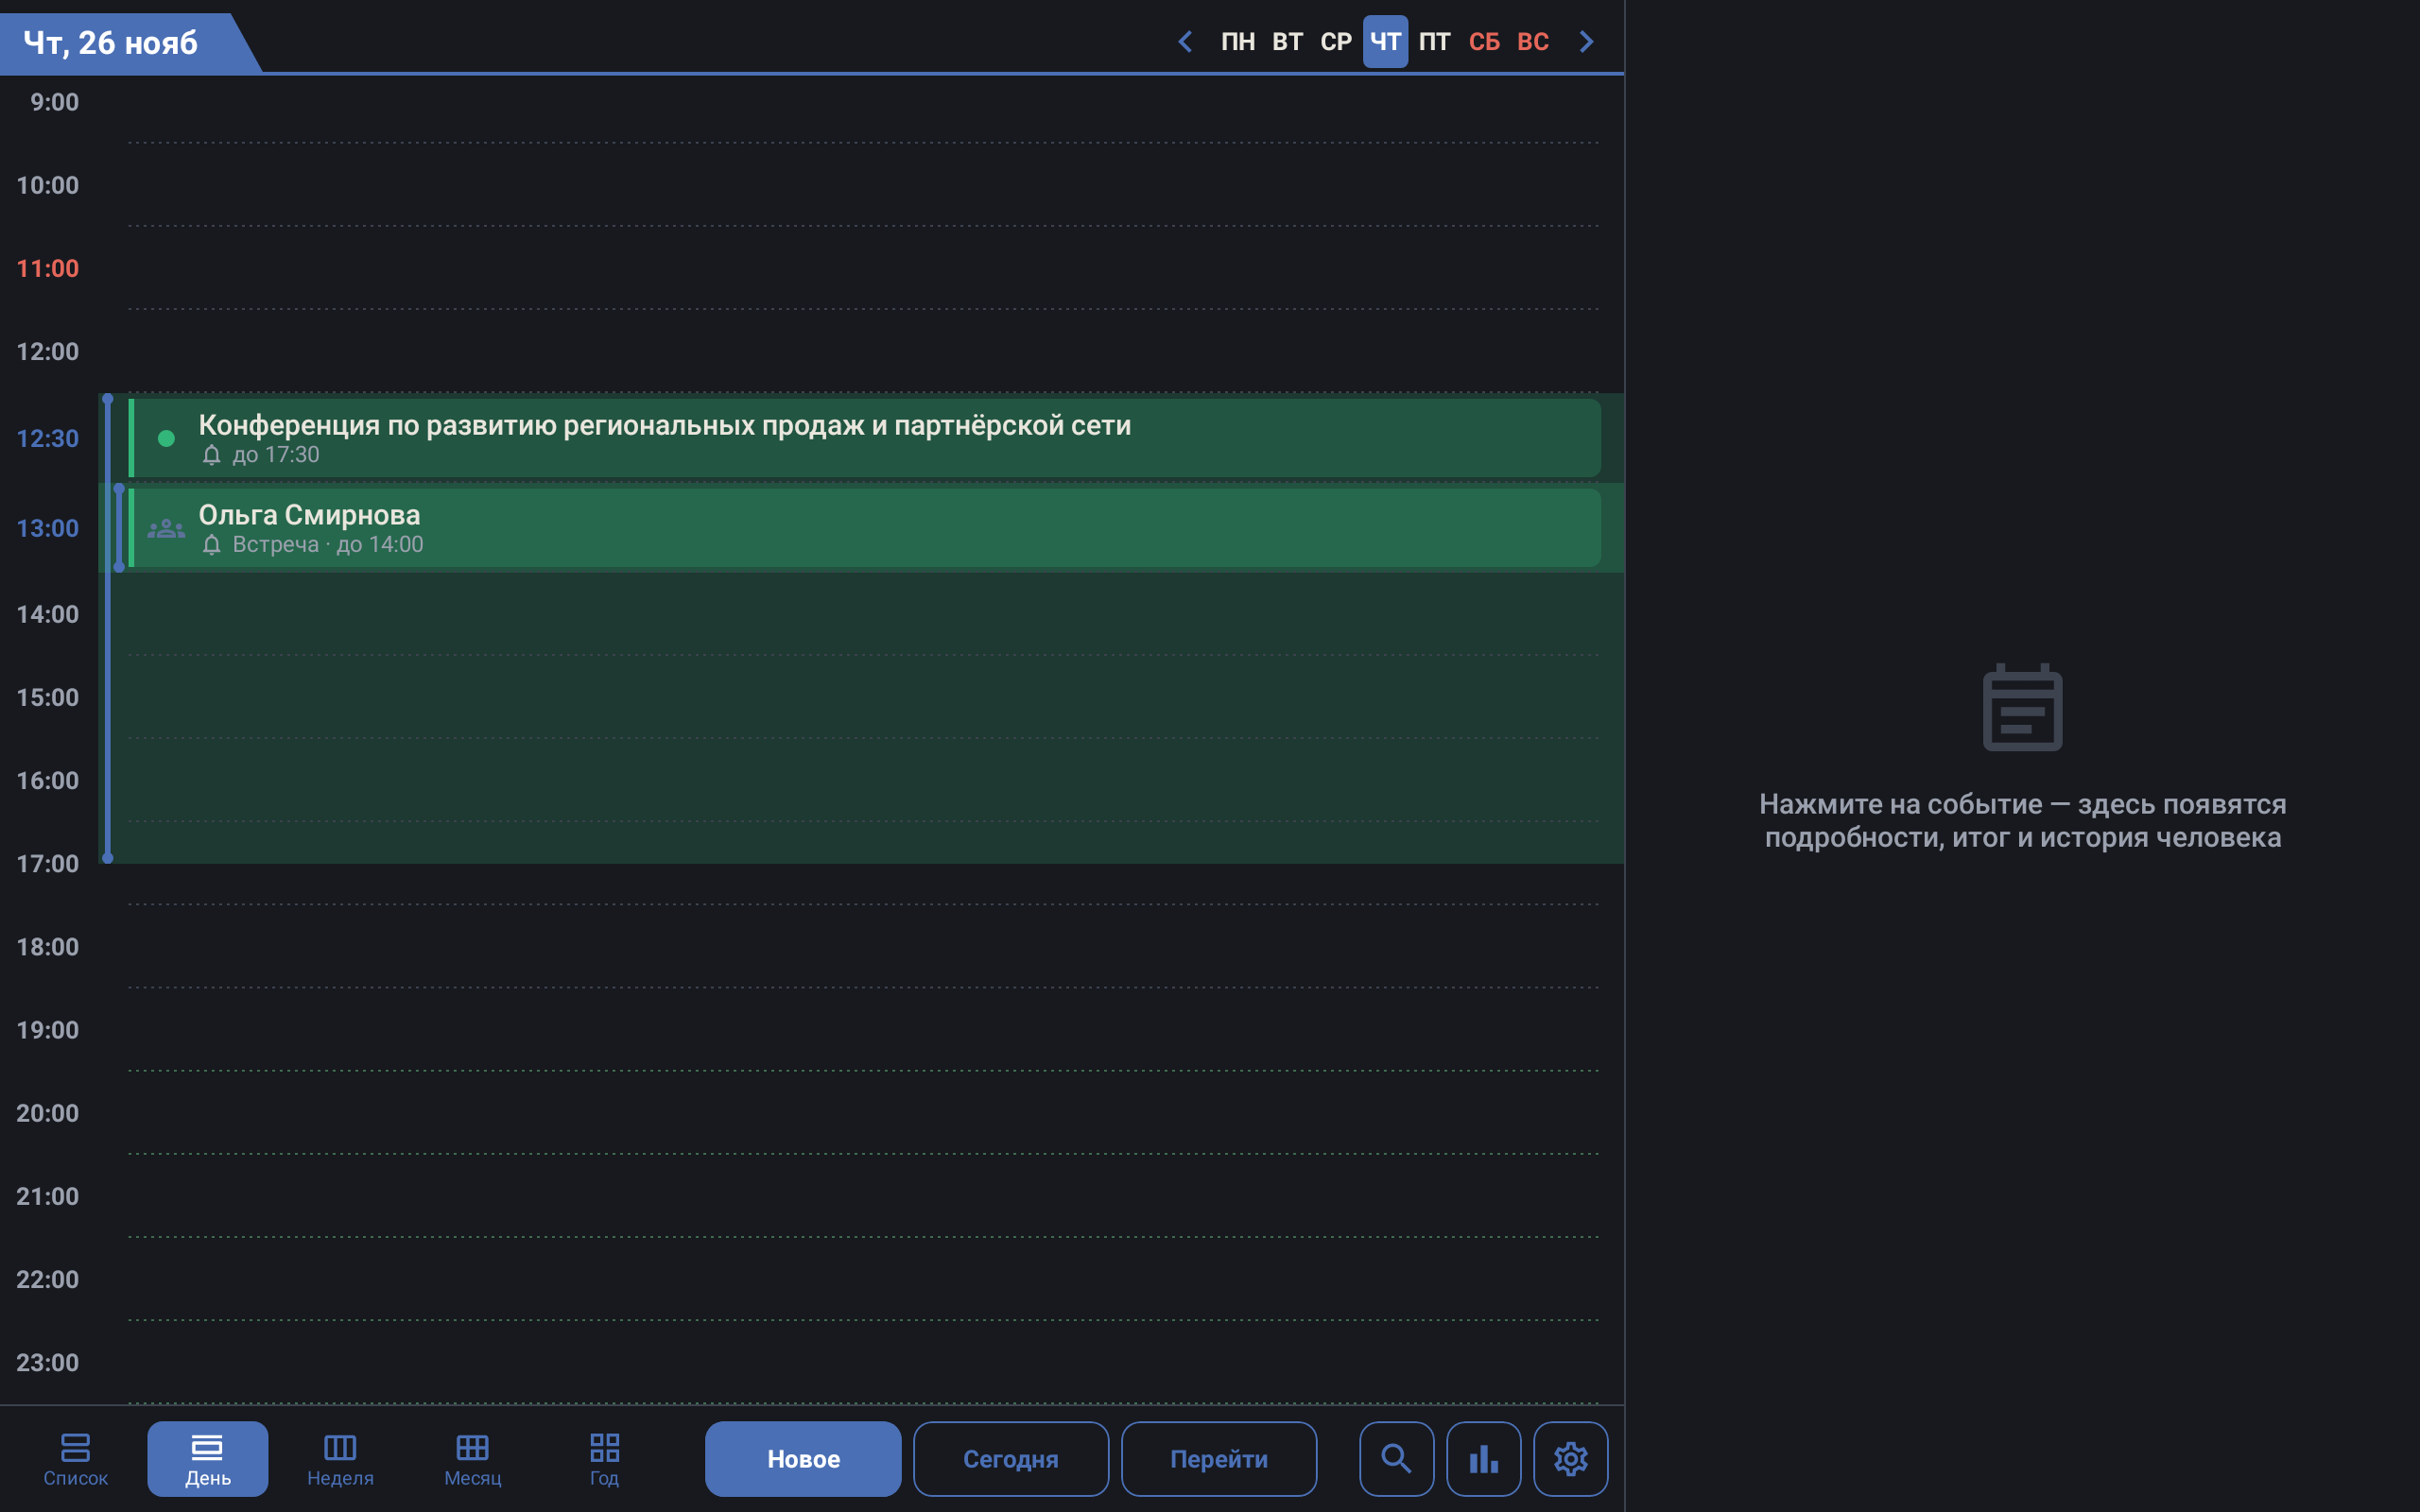 Чт, 26 нояб
ПН ВТ СР ЧТ ПТ СБ ВС
9:00
10:00
11:00
12:00
12:30
Конференция по развитию региональных продаж и партнёрской сети
до 17:30
13:00
Ольга Смирнова
Встреча · до 14:00
14:00
15:00
16:00
17:00
18:00
19:00
20:00
21:00
22:00
23:00
Нажмите на событие — здесь появятся
подробности, итог и история человека
Список День Неделя Месяц Год Новое Сегодня Перейти